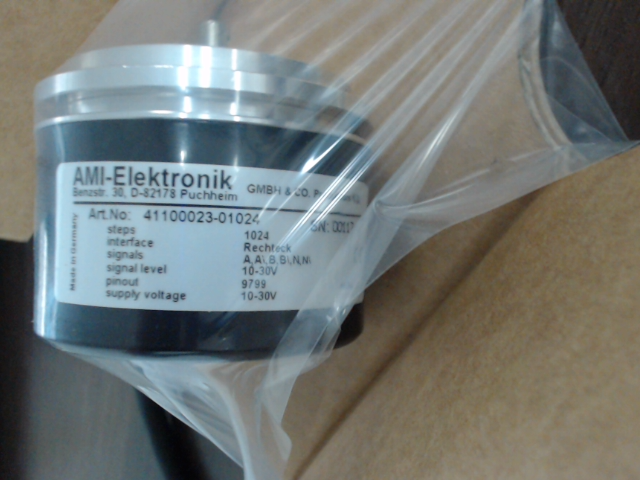 AMI-Elektronik GMBH & CO.
Benzstr. 30, D-82178 Puchheim
Art.No: 41100023-01024 SN:
steps 1024
interface Rechteck
signals A,A\,B,B\,N,N\
signal level 10-30V
pinout 9799
supply voltage 10-30V
Made in Germany